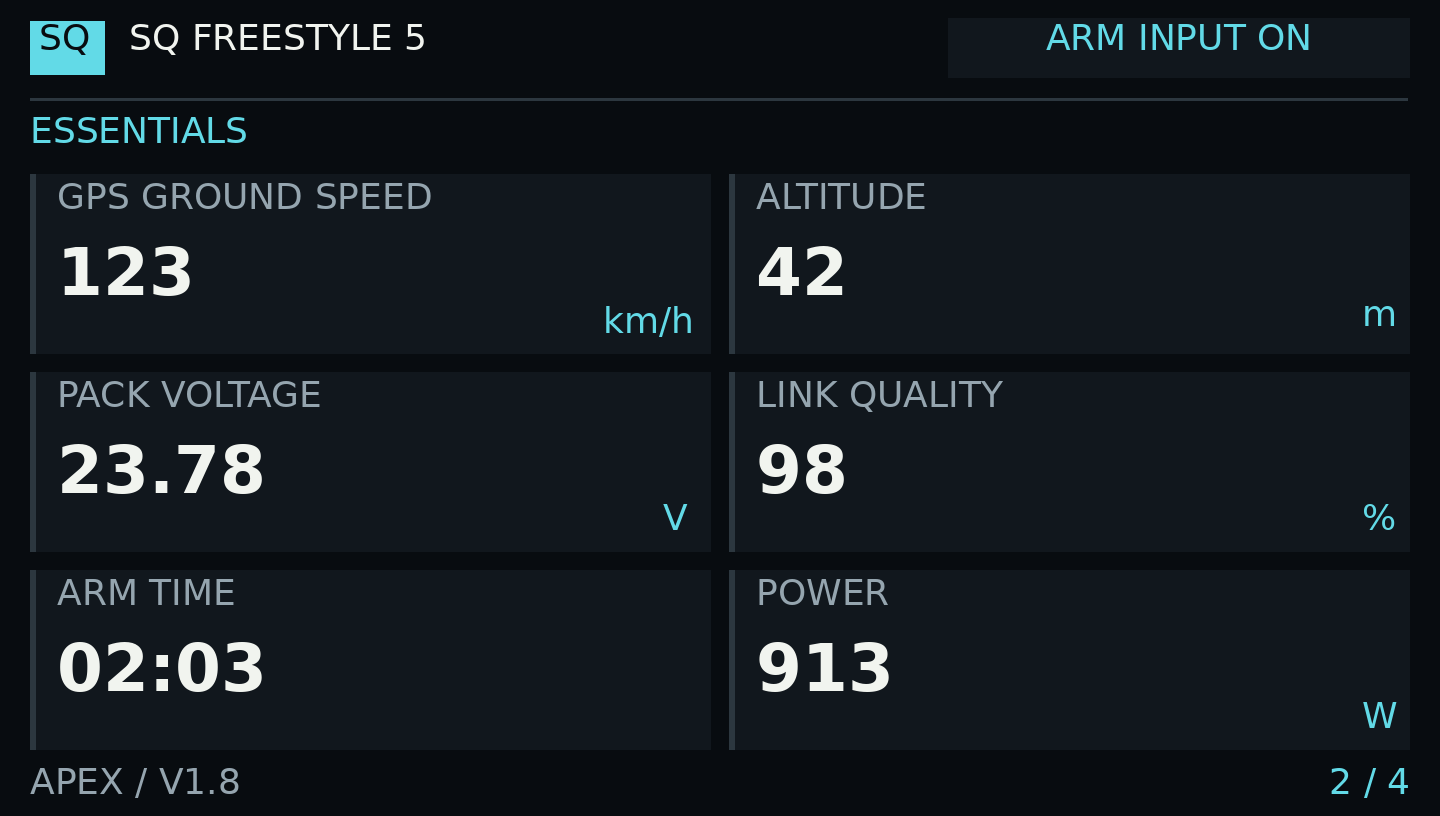 SQ SQ FREESTYLE 5 ARM INPUT ON
ESSENTIALS
GPS GROUND SPEED
123
km/h
ALTITUDE
42
m
PACK VOLTAGE
23.78
V
LINK QUALITY
98
%
ARM TIME
02:03
POWER
913
W
APEX / V1.8
2 / 4